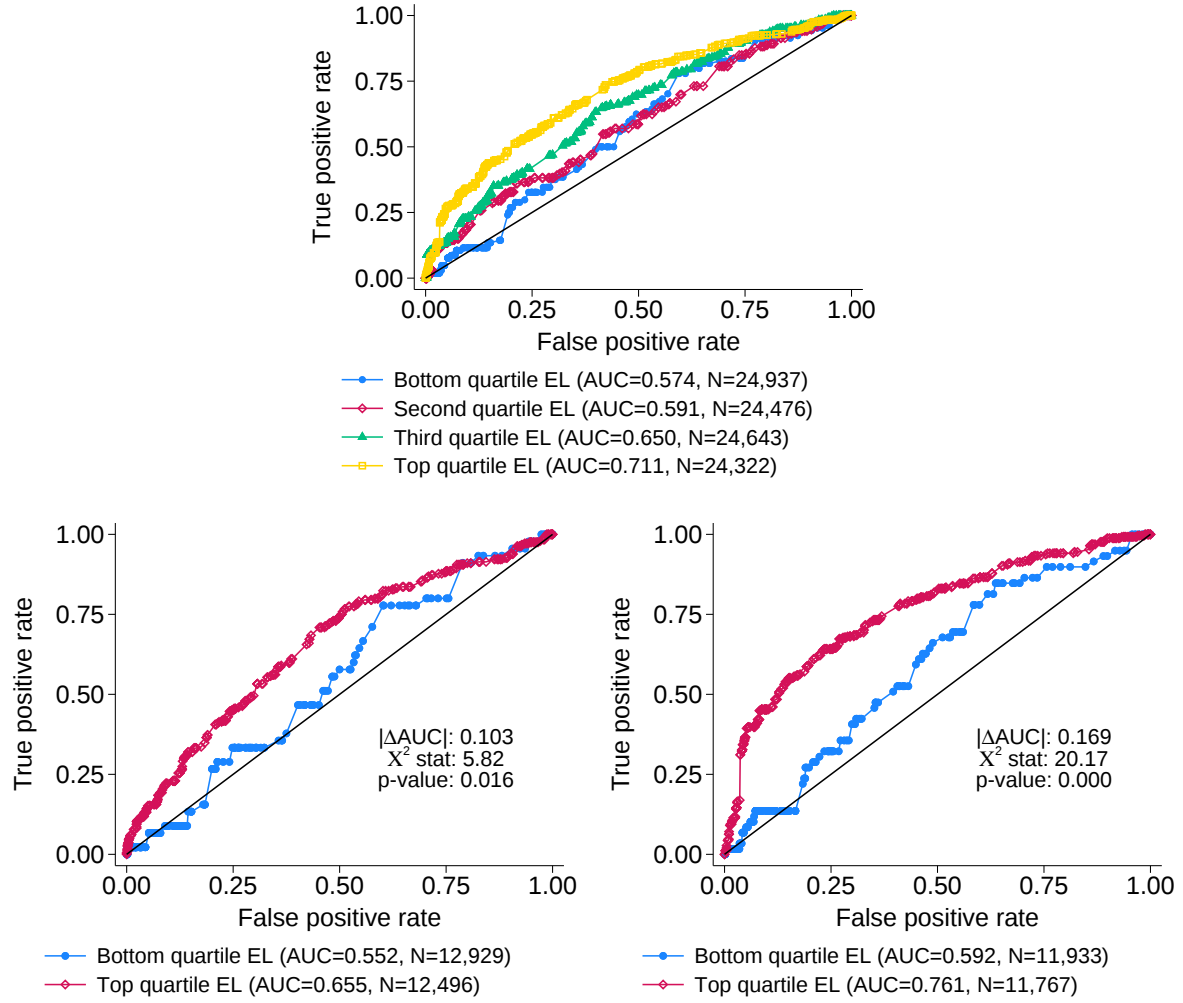 1.00
0.75
0.50
0.25
0.00
True positive rate
0.00 0.25 0.50 0.75 1.00
False positive rate
Bottom quartile EL (AUC=0.574, N=24,937)
Second quartile EL (AUC=0.591, N=24,476)
Third quartile EL (AUC=0.650, N=24,643)
Top quartile EL (AUC=0.711, N=24,322)
1.00
0.75
0.50
0.25
0.00
True positive rate
|ΔAUC|: 0.103
X² stat: 5.82
p-value: 0.016
0.00 0.25 0.50 0.75 1.00
False positive rate
Bottom quartile EL (AUC=0.552, N=12,929)
Top quartile EL (AUC=0.655, N=12,496)
1.00
0.75
0.50
0.25
0.00
True positive rate
|ΔAUC|: 0.169
X² stat: 20.17
p-value: 0.000
0.00 0.25 0.50 0.75 1.00
False positive rate
Bottom quartile EL (AUC=0.592, N=11,933)
Top quartile EL (AUC=0.761, N=11,767)